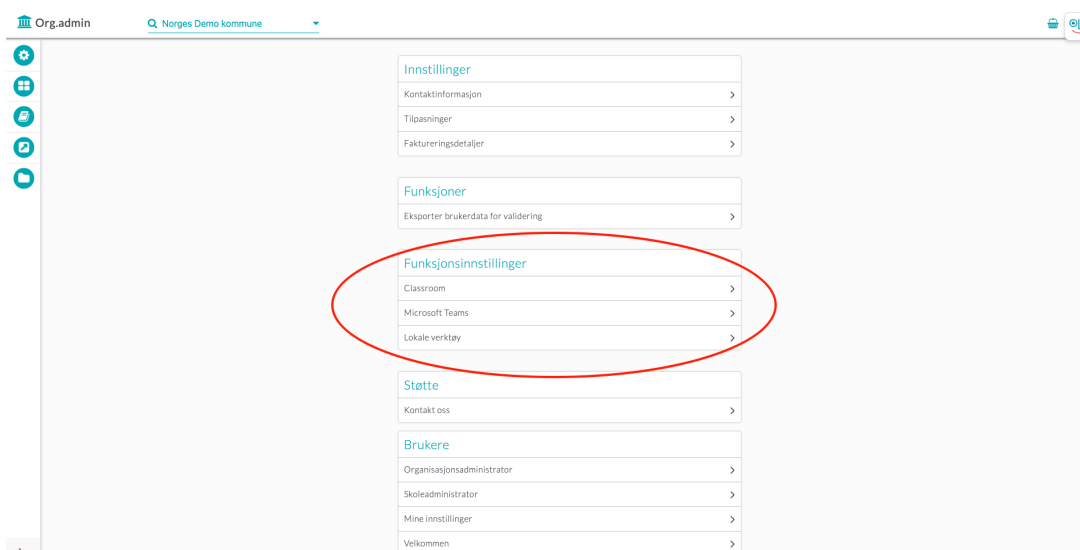 Org.admin
Norges Demo kommune
Innstillinger
Kontaktinformasjon
Tilpasninger
Faktureringsdetaljer
Funksjoner
Eksporter brukerdata for validering
Funksjonsinnstillinger
Classroom
Microsoft Teams
Lokale verktøy
Støtte
Kontakt oss
Brukere
Organisasjonsadministrator
Skoleadministrator
Mine innstillinger
Velkommen